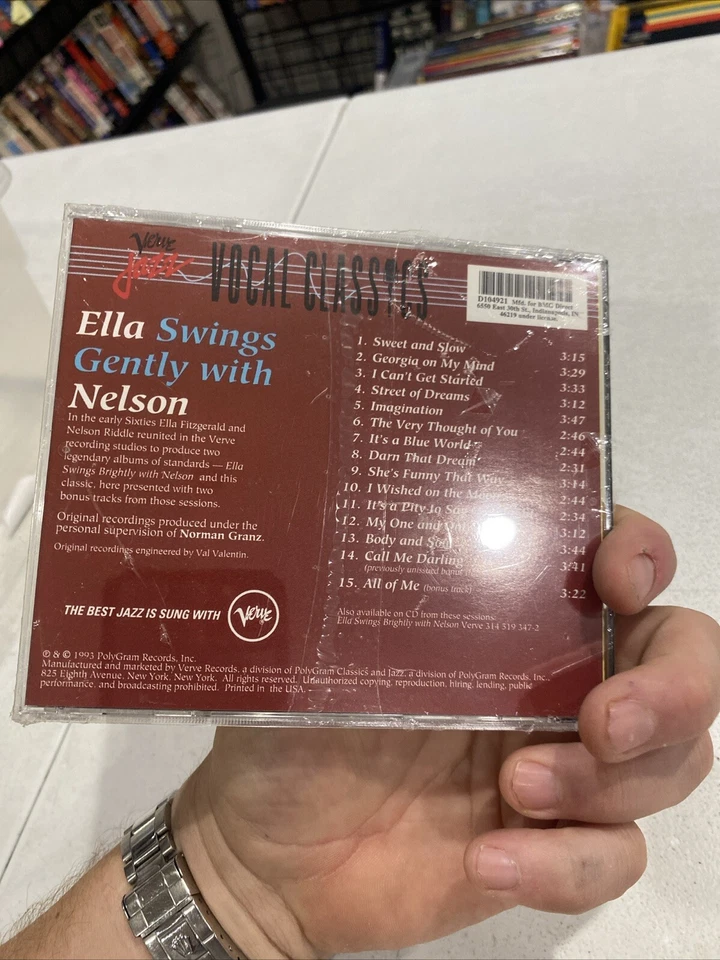 Verve
Jazz
VOCAL CLASSICS
D104921 Mfd. for BMG Direct
6550 East 30th St., Indianapolis, IN
46219 under license.
Ella Swings
Gently with
Nelson
In the early Sixties Ella Fitzgerald and
Nelson Riddle reunited in the Verve
recording studios to produce two
legendary albums of standards — Ella
Swings Brightly with Nelson and this
classic, here presented with two
bonus tracks from those sessions.
Original recordings produced under the
personal supervision of Norman Granz.
Original recordings engineered by Val Valentin.
THE BEST JAZZ IS SUNG WITH Verve
1. Sweet and Slow 3:15
2. Georgia on My Mind 3:29
3. I Can't Get Started 3:33
4. Street of Dreams 3:12
5. Imagination 3:47
6. The Very Thought of You 2:46
7. It's a Blue World 2:44
8. Darn That Dream 2:31
9. She's Funny That Way 3:14
10. I Wished on the Moon 2:44
11. It's a Pity to Say 2:34
12. My One and Only 3:12
13. Body and Soul 3:44
14. Call Me Darling 3:41
(previously unissued bonus
15. All of Me (bonus track) 3:22
Also available on CD from these sessions:
Ella Swings Brightly with Nelson Verve 314 519 347-2
℗ & © 1993 PolyGram Records, Inc.
Manufactured and marketed by Verve Records, a division of PolyGram Classics and Jazz, a division of PolyGram Records, Inc.,
825 Eighth Avenue, New York, New York. All rights reserved. Unauthorized copying, reproduction, hiring, lending, public
performance, and broadcasting prohibited. Printed in the USA.